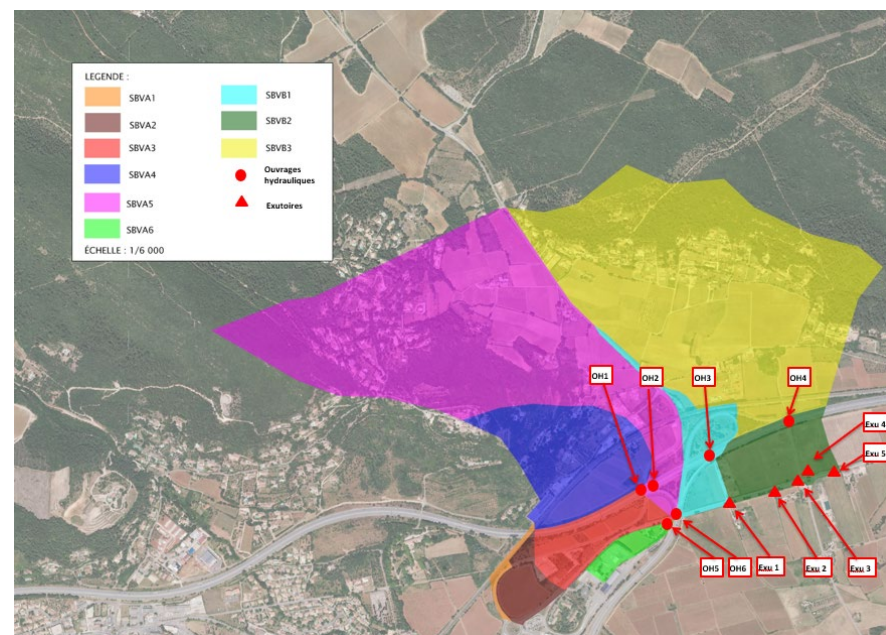 LEGENDE :
SBVA1
SBVA2
SBVA3
SBVA4
SBVA5
SBVA6
SBVB1
SBVB2
SBVB3
Ouvrages
hydrauliques
Exutoires
ÉCHELLE : 1/6 000
OH1
OH2
OH3
OH4
Exu 4
Exu 5
OH5
OH6
Exu 1
Exu 2
Exu 3